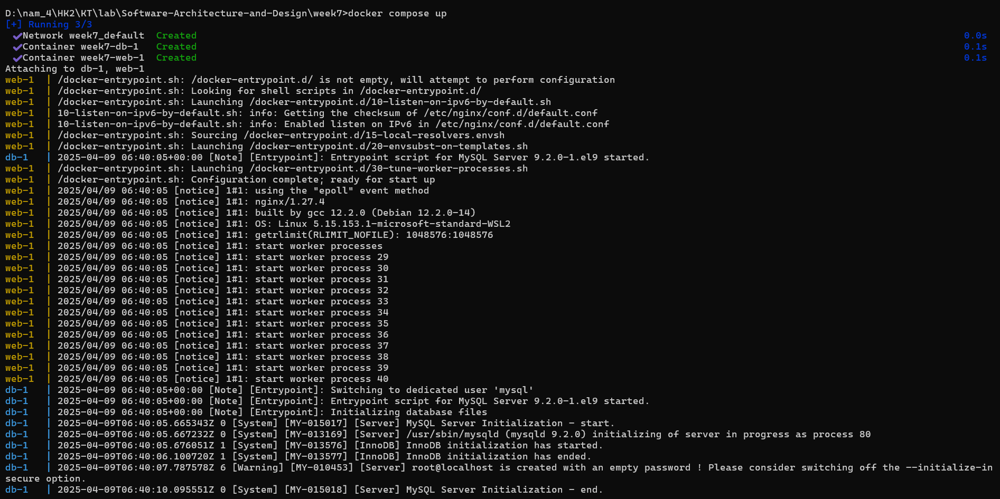 D:\nam_4\HK2\KT\lab\Software-Architecture-and-Design\week7>docker compose up
[+] Running 3/3
✔Network week7_default  Created 0.0s
✔Container week7-db-1   Created 0.1s
✔Container week7-web-1  Created 0.1s
Attaching to db-1, web-1
web-1  | /docker-entrypoint.sh: /docker-entrypoint.d/ is not empty, will attempt to perform configuration
web-1  | /docker-entrypoint.sh: Looking for shell scripts in /docker-entrypoint.d/
web-1  | /docker-entrypoint.sh: Launching /docker-entrypoint.d/10-listen-on-ipv6-by-default.sh
web-1  | 10-listen-on-ipv6-by-default.sh: info: Getting the checksum of /etc/nginx/conf.d/default.conf
web-1  | 10-listen-on-ipv6-by-default.sh: info: Enabled listen on IPv6 in /etc/nginx/conf.d/default.conf
web-1  | /docker-entrypoint.sh: Sourcing /docker-entrypoint.d/15-local-resolvers.envsh
web-1  | /docker-entrypoint.sh: Launching /docker-entrypoint.d/20-envsubst-on-templates.sh
db-1   | 2025-04-09 06:40:05+00:00 [Note] [Entrypoint]: Entrypoint script for MySQL Server 9.2.0-1.el9 started.
web-1  | /docker-entrypoint.sh: Launching /docker-entrypoint.d/30-tune-worker-processes.sh
web-1  | /docker-entrypoint.sh: Configuration complete; ready for start up
web-1  | 2025/04/09 06:40:05 [notice] 1#1: using the "epoll" event method
web-1  | 2025/04/09 06:40:05 [notice] 1#1: nginx/1.27.4
web-1  | 2025/04/09 06:40:05 [notice] 1#1: built by gcc 12.2.0 (Debian 12.2.0-14)
web-1  | 2025/04/09 06:40:05 [notice] 1#1: OS: Linux 5.15.153.1-microsoft-standard-WSL2
web-1  | 2025/04/09 06:40:05 [notice] 1#1: getrlimit(RLIMIT_NOFILE): 1048576:1048576
web-1  | 2025/04/09 06:40:05 [notice] 1#1: start worker processes
web-1  | 2025/04/09 06:40:05 [notice] 1#1: start worker process 29
web-1  | 2025/04/09 06:40:05 [notice] 1#1: start worker process 30
web-1  | 2025/04/09 06:40:05 [notice] 1#1: start worker process 31
web-1  | 2025/04/09 06:40:05 [notice] 1#1: start worker process 32
web-1  | 2025/04/09 06:40:05 [notice] 1#1: start worker process 33
web-1  | 2025/04/09 06:40:05 [notice] 1#1: start worker process 34
web-1  | 2025/04/09 06:40:05 [notice] 1#1: start worker process 35
web-1  | 2025/04/09 06:40:05 [notice] 1#1: start worker process 36
web-1  | 2025/04/09 06:40:05 [notice] 1#1: start worker process 37
web-1  | 2025/04/09 06:40:05 [notice] 1#1: start worker process 38
web-1  | 2025/04/09 06:40:05 [notice] 1#1: start worker process 39
web-1  | 2025/04/09 06:40:05 [notice] 1#1: start worker process 40
db-1   | 2025-04-09 06:40:05+00:00 [Note] [Entrypoint]: Switching to dedicated user 'mysql'
db-1   | 2025-04-09 06:40:05+00:00 [Note] [Entrypoint]: Entrypoint script for MySQL Server 9.2.0-1.el9 started.
db-1   | 2025-04-09 06:40:05+00:00 [Note] [Entrypoint]: Initializing database files
db-1   | 2025-04-09T06:40:05.665343Z 0 [System] [MY-015017] [Server] MySQL Server Initialization - start.
db-1   | 2025-04-09T06:40:05.667232Z 0 [System] [MY-013169] [Server] /usr/sbin/mysqld (mysqld 9.2.0) initializing of server in progress as process 80
db-1   | 2025-04-09T06:40:05.676051Z 1 [System] [MY-013576] [InnoDB] InnoDB initialization has started.
db-1   | 2025-04-09T06:40:06.100720Z 1 [System] [MY-013577] [InnoDB] InnoDB initialization has ended.
db-1   | 2025-04-09T06:40:07.787578Z 6 [Warning] [MY-010453] [Server] root@localhost is created with an empty password ! Please consider switching off the --initialize-in
secure option.
db-1   | 2025-04-09T06:40:10.095551Z 0 [System] [MY-015018] [Server] MySQL Server Initialization - end.